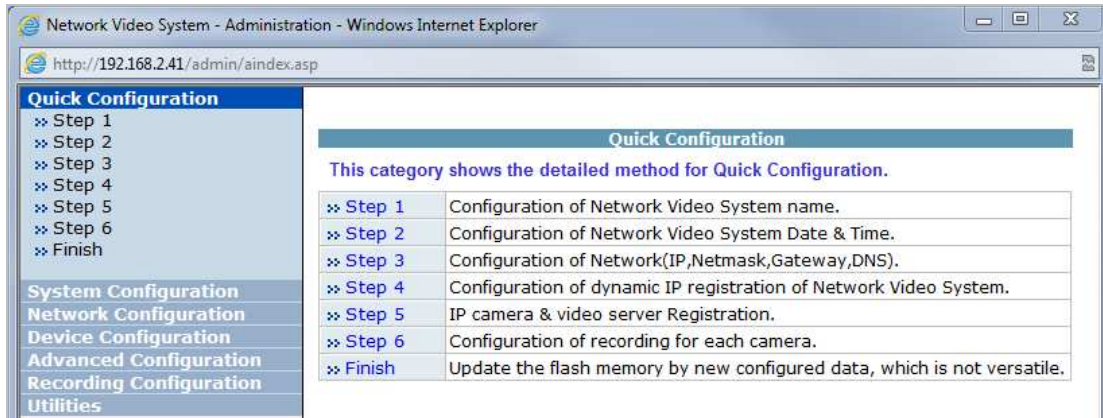 Network Video System - Administration - Windows Internet Explorer
http://192.168.2.41/admin/aindex.asp
Quick Configuration
» Step 1
» Step 2
» Step 3
» Step 4
» Step 5
» Step 6
» Finish
System Configuration
Network Configuration
Device Configuration
Advanced Configuration
Recording Configuration
Utilities
Quick Configuration
This category shows the detailed method for Quick Configuration.
» Step 1 Configuration of Network Video System name.
» Step 2 Configuration of Network Video System Date & Time.
» Step 3 Configuration of Network(IP,Netmask,Gateway,DNS).
» Step 4 Configuration of dynamic IP registration of Network Video System.
» Step 5 IP camera & video server Registration.
» Step 6 Configuration of recording for each camera.
» Finish Update the flash memory by new configured data, which is not versatile.